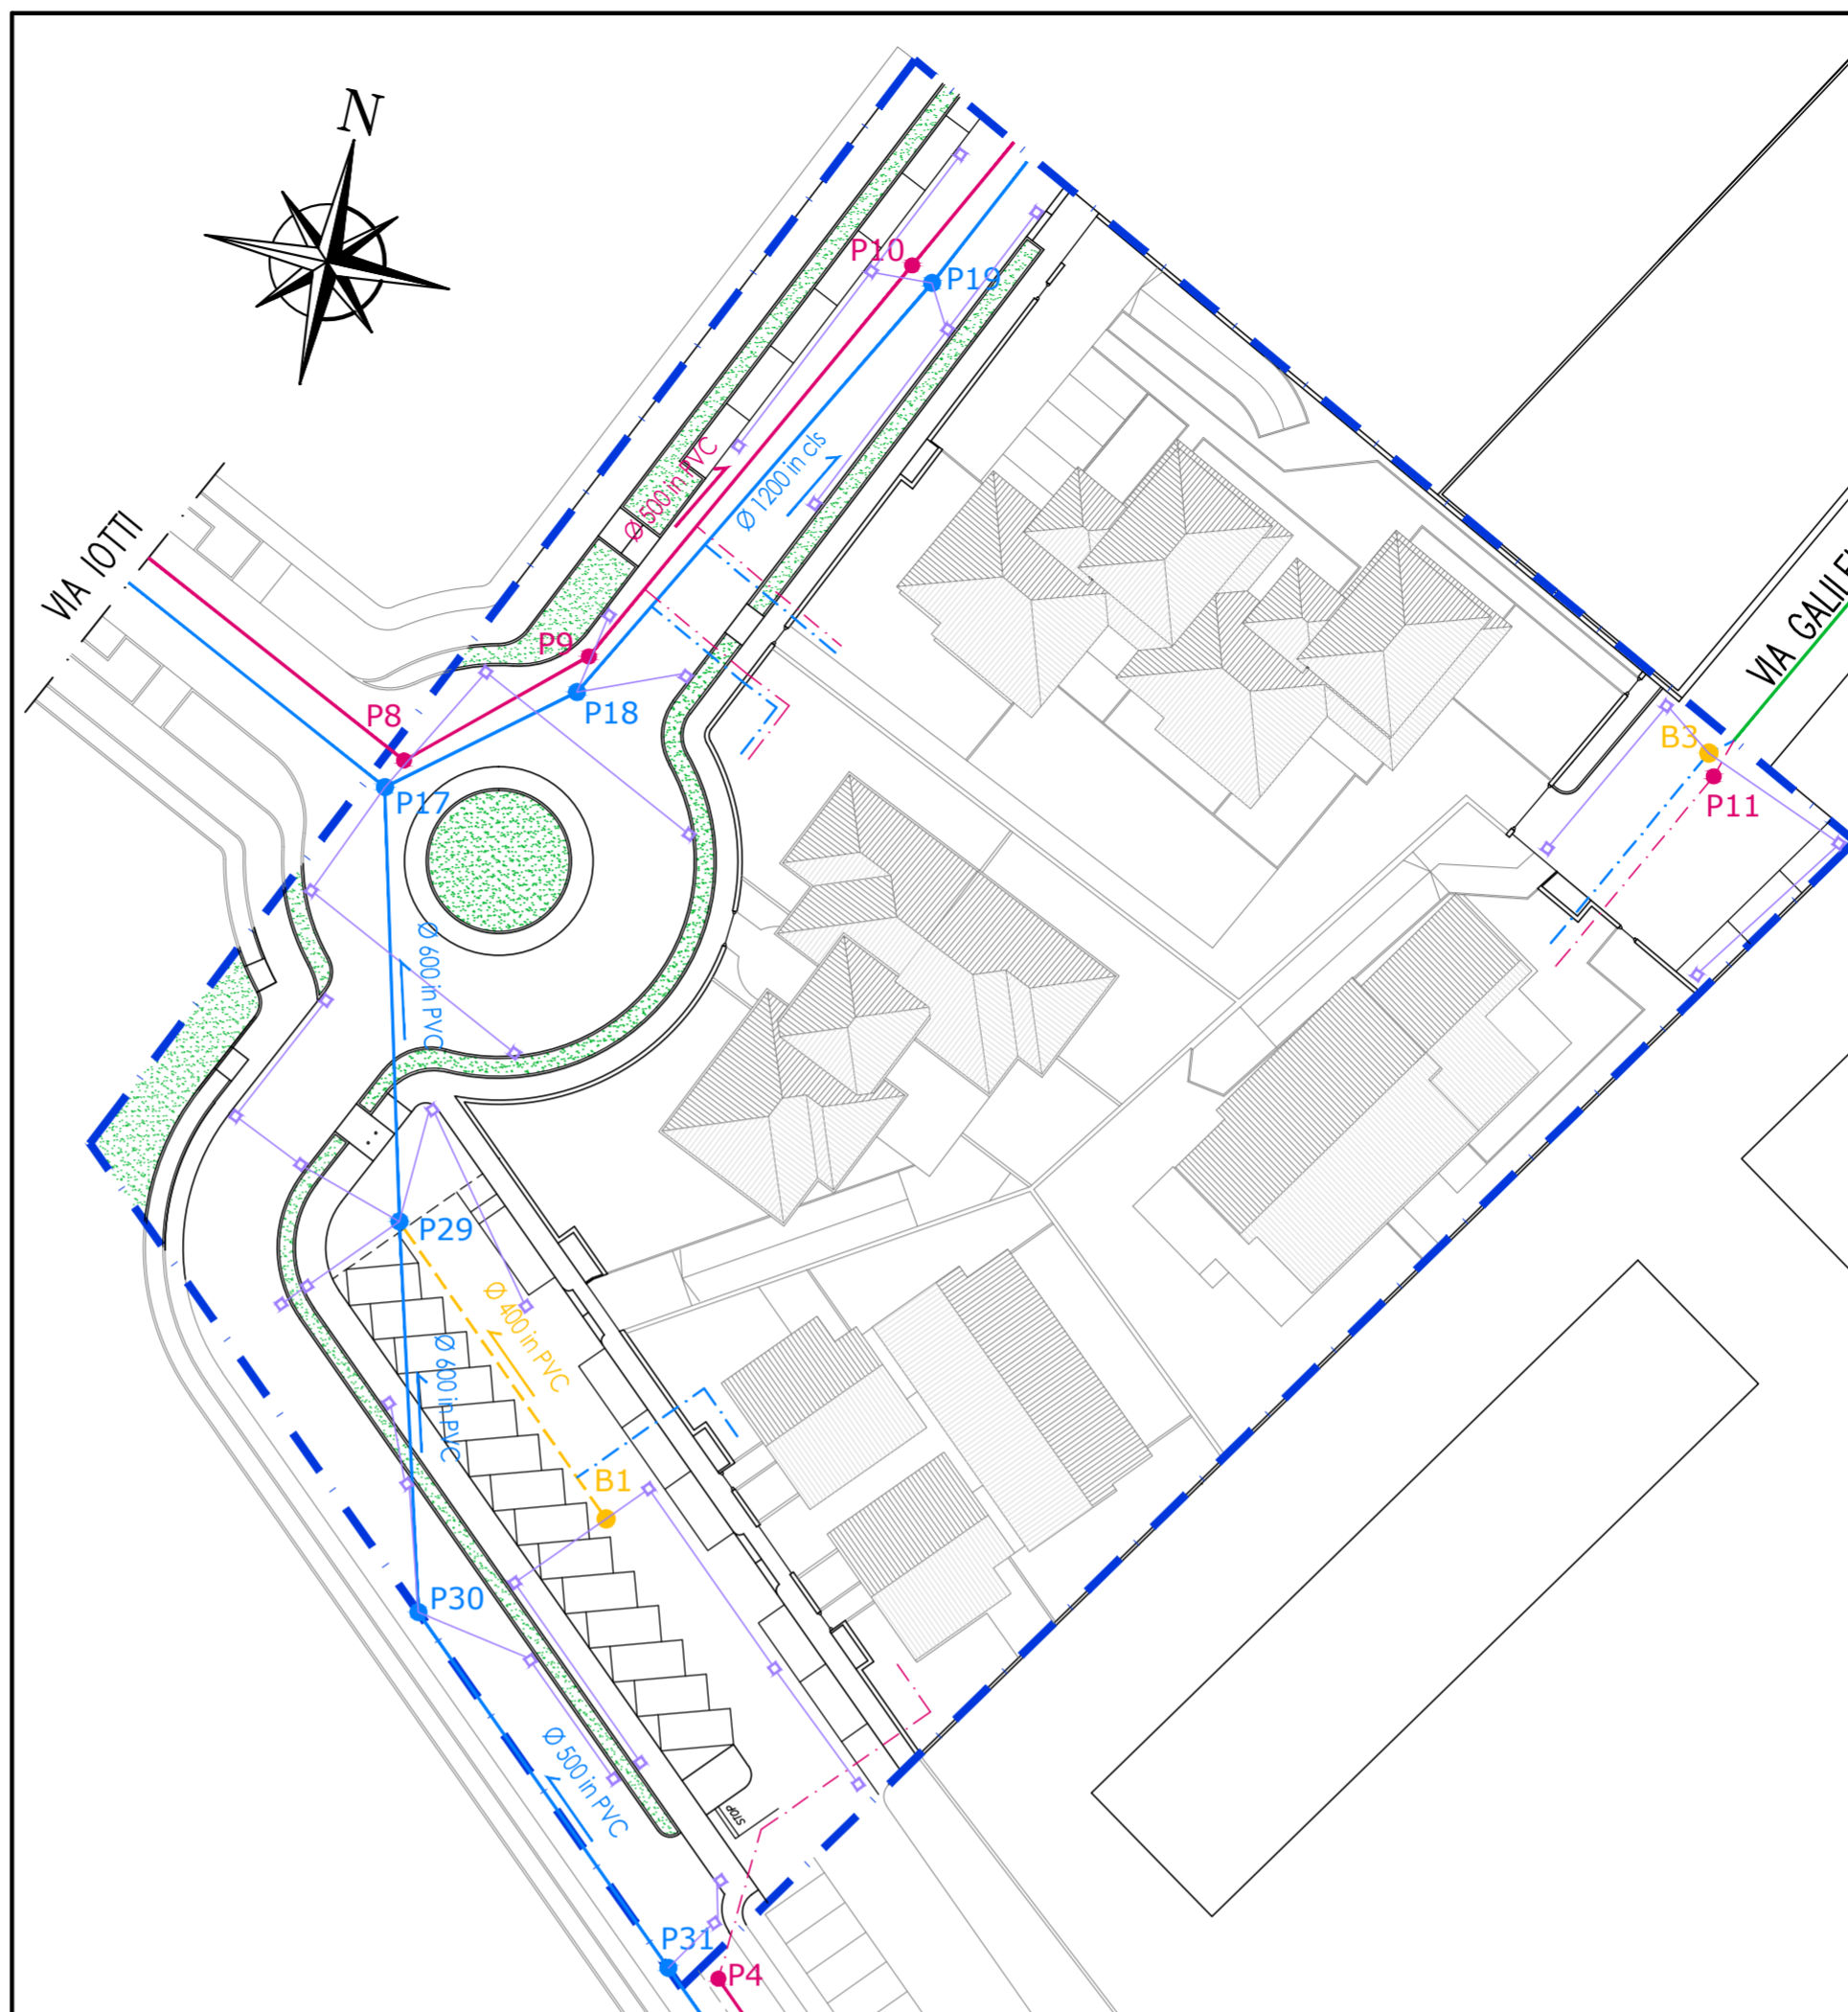 N
P10
P19
Ø 500 in PVC
Ø 1200 in cls
VIA IOTTI
VIA GALILE
P9
P18
P8
P17
B3
P11
Ø 600 in PVC
P29
Ø 400 in PVC
Ø 600 in PVC
B1
P30
Ø 500 in PVC
STOP
P31
P4